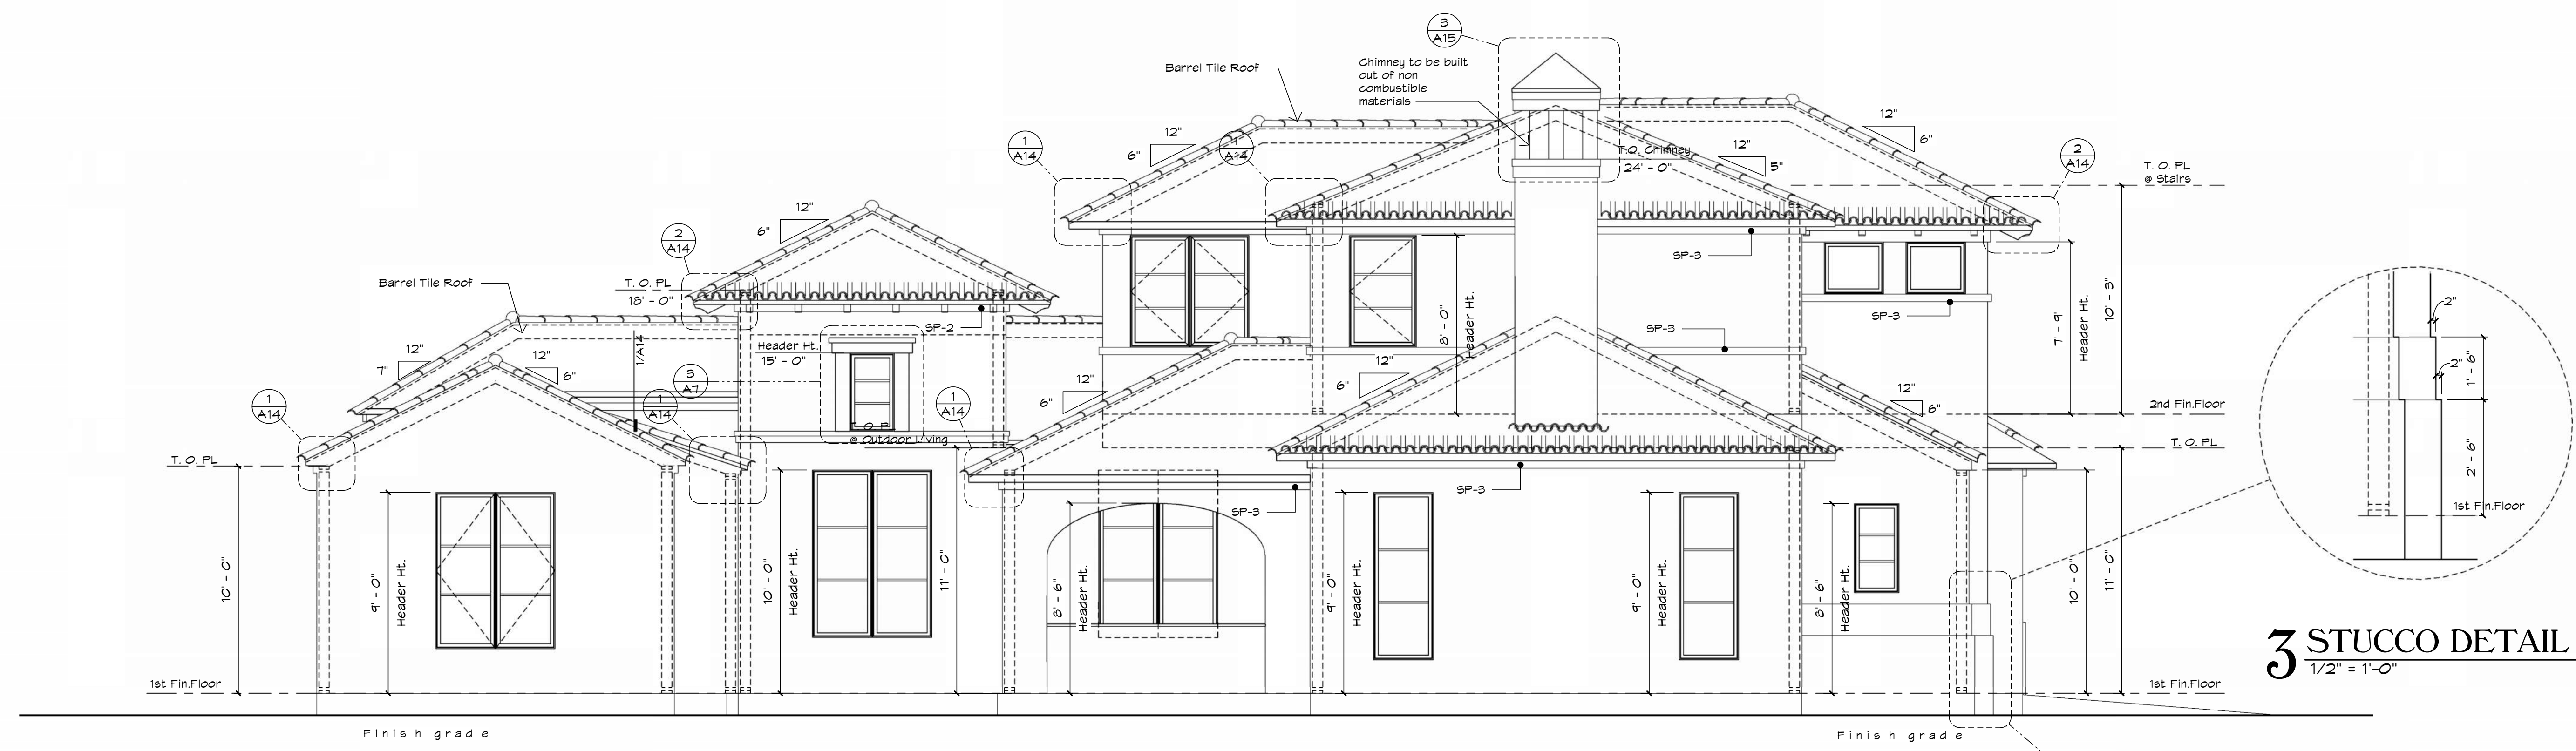 3
A15
Barrel Tile Roof
Chimney to be built
out of non
combustible
materials
12"
6"
12"
6"
1
A14
1
A14
T.O. Chimney
24' - 0"
12"
5"
2
A14
T. O. PL
@ Stairs
12"
6"
2
A14
Barrel Tile Roof
T. O. PL
18' - 0"
SP-2
SP-3
SP-3
SP-3
8' - 0"
Header Ht.
7' - 9"
Header Ht.
10' - 3"
Header Ht.
15' - 0"
12"
7"
12"
6"
1/A14
3
A7
1
A14
1
A14
1
A14
12"
6"
12"
6"
12"
6"
2nd Fin.Floor
T. O. P
@ Outdoor Living
T. O. PL
T. O. PL
SP-3
SP-3
10' - 0"
9' - 0"
Header Ht.
10' - 0"
Header Ht.
11' - 0"
8' - 6"
Header Ht.
9' - 0"
Header Ht.
9' - 0"
Header Ht.
8' - 6"
Header Ht.
10' - 0"
11' - 0"
1st Fin.Floor
1st Fin.Floor
Finish grade
Finish grade
2"
2"
1' - 6"
2' - 6"
1st Fin.Floor
3 STUCCO DETAIL
1/2" = 1'-0"